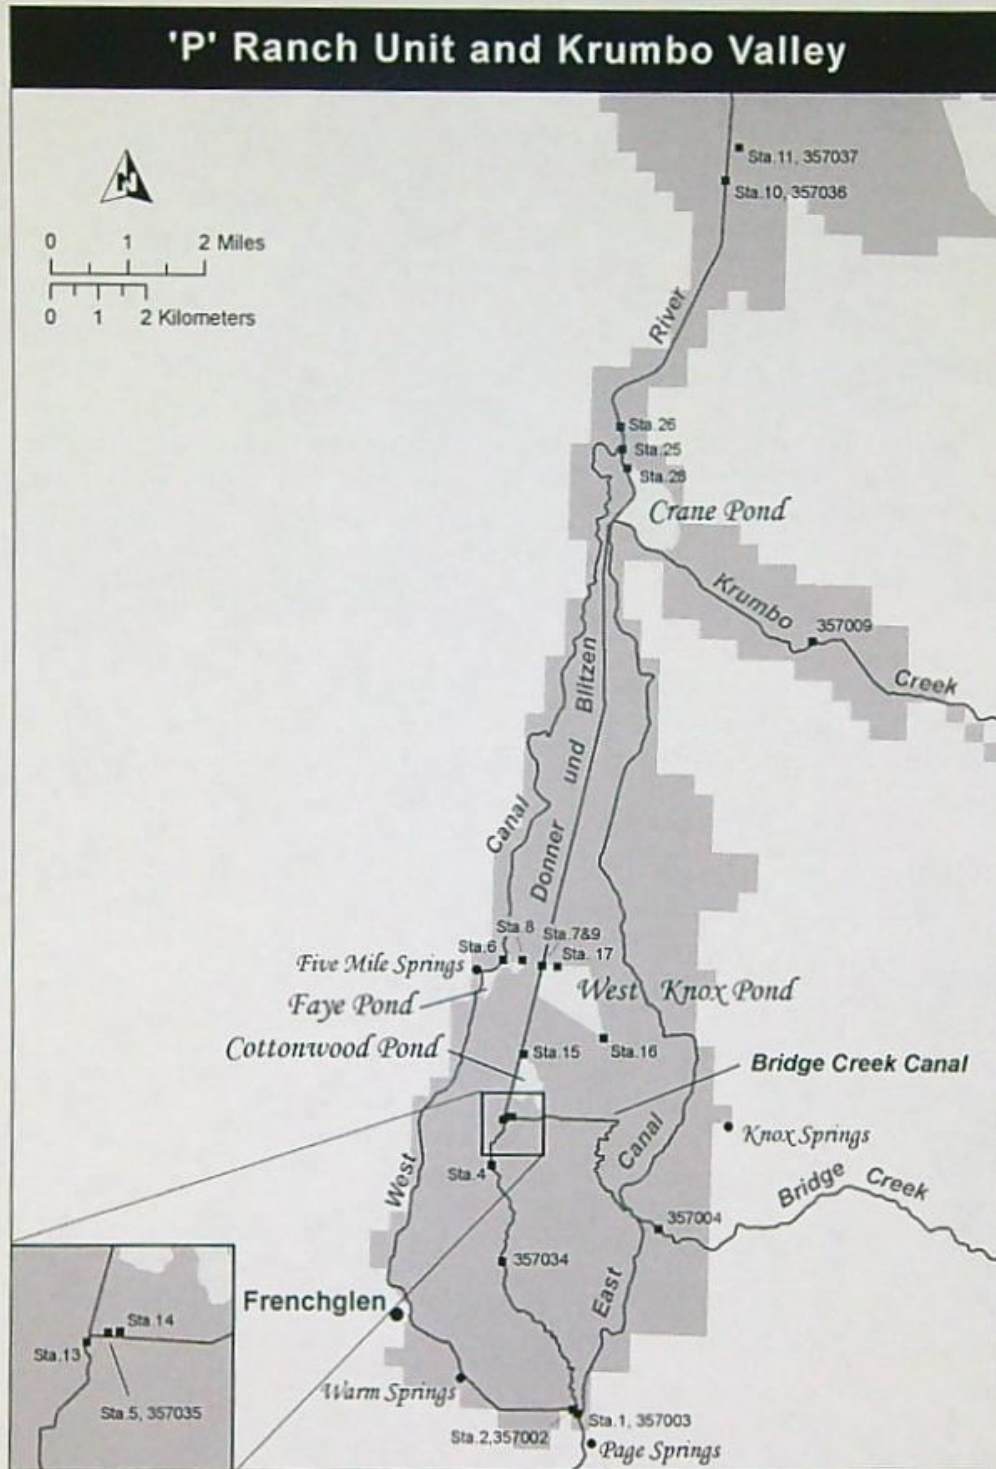 'P' Ranch Unit and Krumbo Valley
N
0 1 2 Miles
0 1 2 Kilometers
Sta.11, 357037
Sta.10, 357036
River
Sta.26
Sta.25
Sta.28
Crane Pond
Krumbo
357009
Creek
Blitzen
und
Donner
Canal
Sta.8
Sta.7&9
Sta.6
Sta. 17
Five Mile Springs
West Knox Pond
Faye Pond
Cottonwood Pond
Sta.15
Sta.16
Bridge Creek Canal
Canal
Knox Springs
Sta.4
West
Bridge Creek
357004
357034
East
Frenchglen
Sta.14
Sta.13
Sta.5, 357035
Warm Springs
Sta.1, 357003
Sta.2,357002
Page Springs